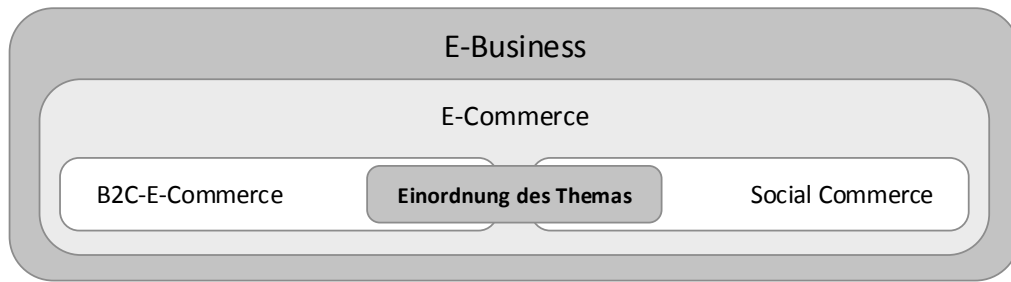 E-Business
E-Commerce
B2C-E-Commerce
Einordnung des Themas
Social Commerce